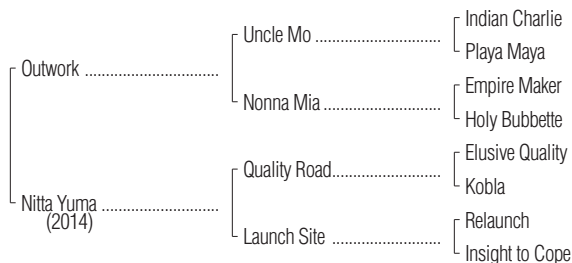 Indian Charlie
Uncle Mo ..............................
Playa Maya
Outwork ................................
Empire Maker
Nonna Mia ............................
Holy Bubbette
Elusive Quality
Quality Road..........................
Kobla
Nitta Yuma ............................
(2014)
Relaunch
Launch Site ..........................
Insight to Cope